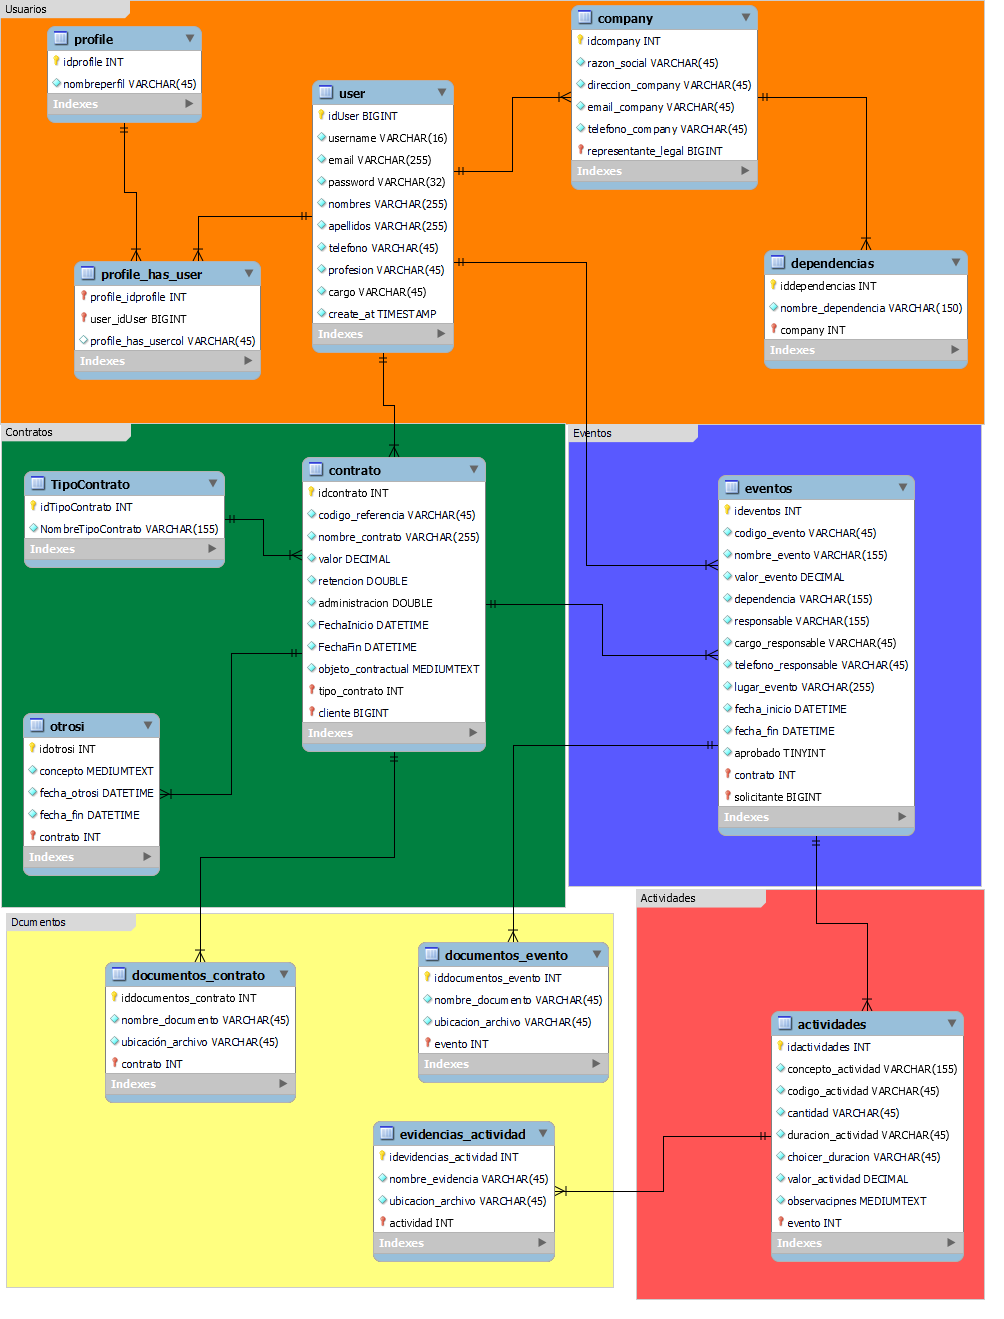 Usuarios
profile
idprofile INT
nombreperfil VARCHAR(45)
Indexes
user
idUser BIGINT
username VARCHAR(16)
email VARCHAR(255)
password VARCHAR(32)
nombres VARCHAR(255)
apellidos VARCHAR(255)
telefono VARCHAR(45)
profesion VARCHAR(45)
cargo VARCHAR(45)
create_at TIMESTAMP
Indexes
company
idcompany INT
razon_social VARCHAR(45)
direccion_company VARCHAR(45)
email_company VARCHAR(45)
telefono_company VARCHAR(45)
representante_legal BIGINT
Indexes
profile_has_user
profile_idprofile INT
user_idUser BIGINT
profile_has_usercol VARCHAR(45)
Indexes
dependencias
iddependencias INT
nombre_dependencia VARCHAR(150)
company INT
Indexes
Contratos
TipoContrato
idTipoContrato INT
NombreTipoContrato VARCHAR(155)
Indexes
contrato
idcontrato INT
codigo_referencia VARCHAR(45)
nombre_contrato VARCHAR(255)
valor DECIMAL
retencion DOUBLE
administracion DOUBLE
FechaInicio DATETIME
FechaFin DATETIME
objeto_contractual MEDIUMTEXT
tipo_contrato INT
cliente BIGINT
Indexes
otrosi
idotrosi INT
concepto MEDIUMTEXT
fecha_otrosi DATETIME
fecha_fin DATETIME
contrato INT
Indexes
Eventos
eventos
ideventos INT
codigo_evento VARCHAR(45)
nombre_evento VARCHAR(155)
valor_evento DECIMAL
dependencia VARCHAR(155)
responsable VARCHAR(155)
cargo_responsable VARCHAR(45)
telefono_responsable VARCHAR(45)
lugar_evento VARCHAR(255)
fecha_inicio DATETIME
fecha_fin DATETIME
aprobado TINYINT
contrato INT
solicitante BIGINT
Indexes
Dcumentos
documentos_contrato
iddocumentos_contrato INT
nombre_documento VARCHAR(45)
ubicación_archivo VARCHAR(45)
contrato INT
Indexes
documentos_evento
iddocumentos_evento INT
nombre_documento VARCHAR(45)
ubicacion_archivo VARCHAR(45)
evento INT
Indexes
evidencias_actividad
idevidencias_actividad INT
nombre_evidencia VARCHAR(45)
ubicacion_archivo VARCHAR(45)
actividad INT
Indexes
Actividades
actividades
idactividades INT
concepto_actividad VARCHAR(155)
codigo_actividad VARCHAR(45)
cantidad VARCHAR(45)
duracion_actividad VARCHAR(45)
choicer_duracion VARCHAR(45)
valor_actividad DECIMAL
observacipnes MEDIUMTEXT
evento INT
Indexes